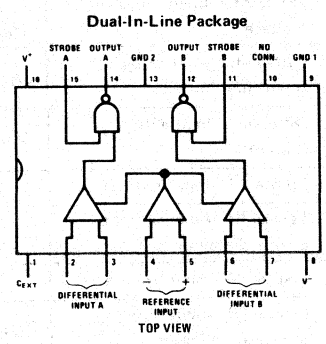 Dual-In-Line Package
STROBE OUTPUT OUTPUT STROBE NO
V+ A A GND 2 B B CONN. GND 1
16 15 14 13 12 11 10 9
1 2 3 4 5 6 7 8
− +
CEXT DIFFERENTIAL INPUT A REFERENCE INPUT DIFFERENTIAL INPUT B V−
TOP VIEW